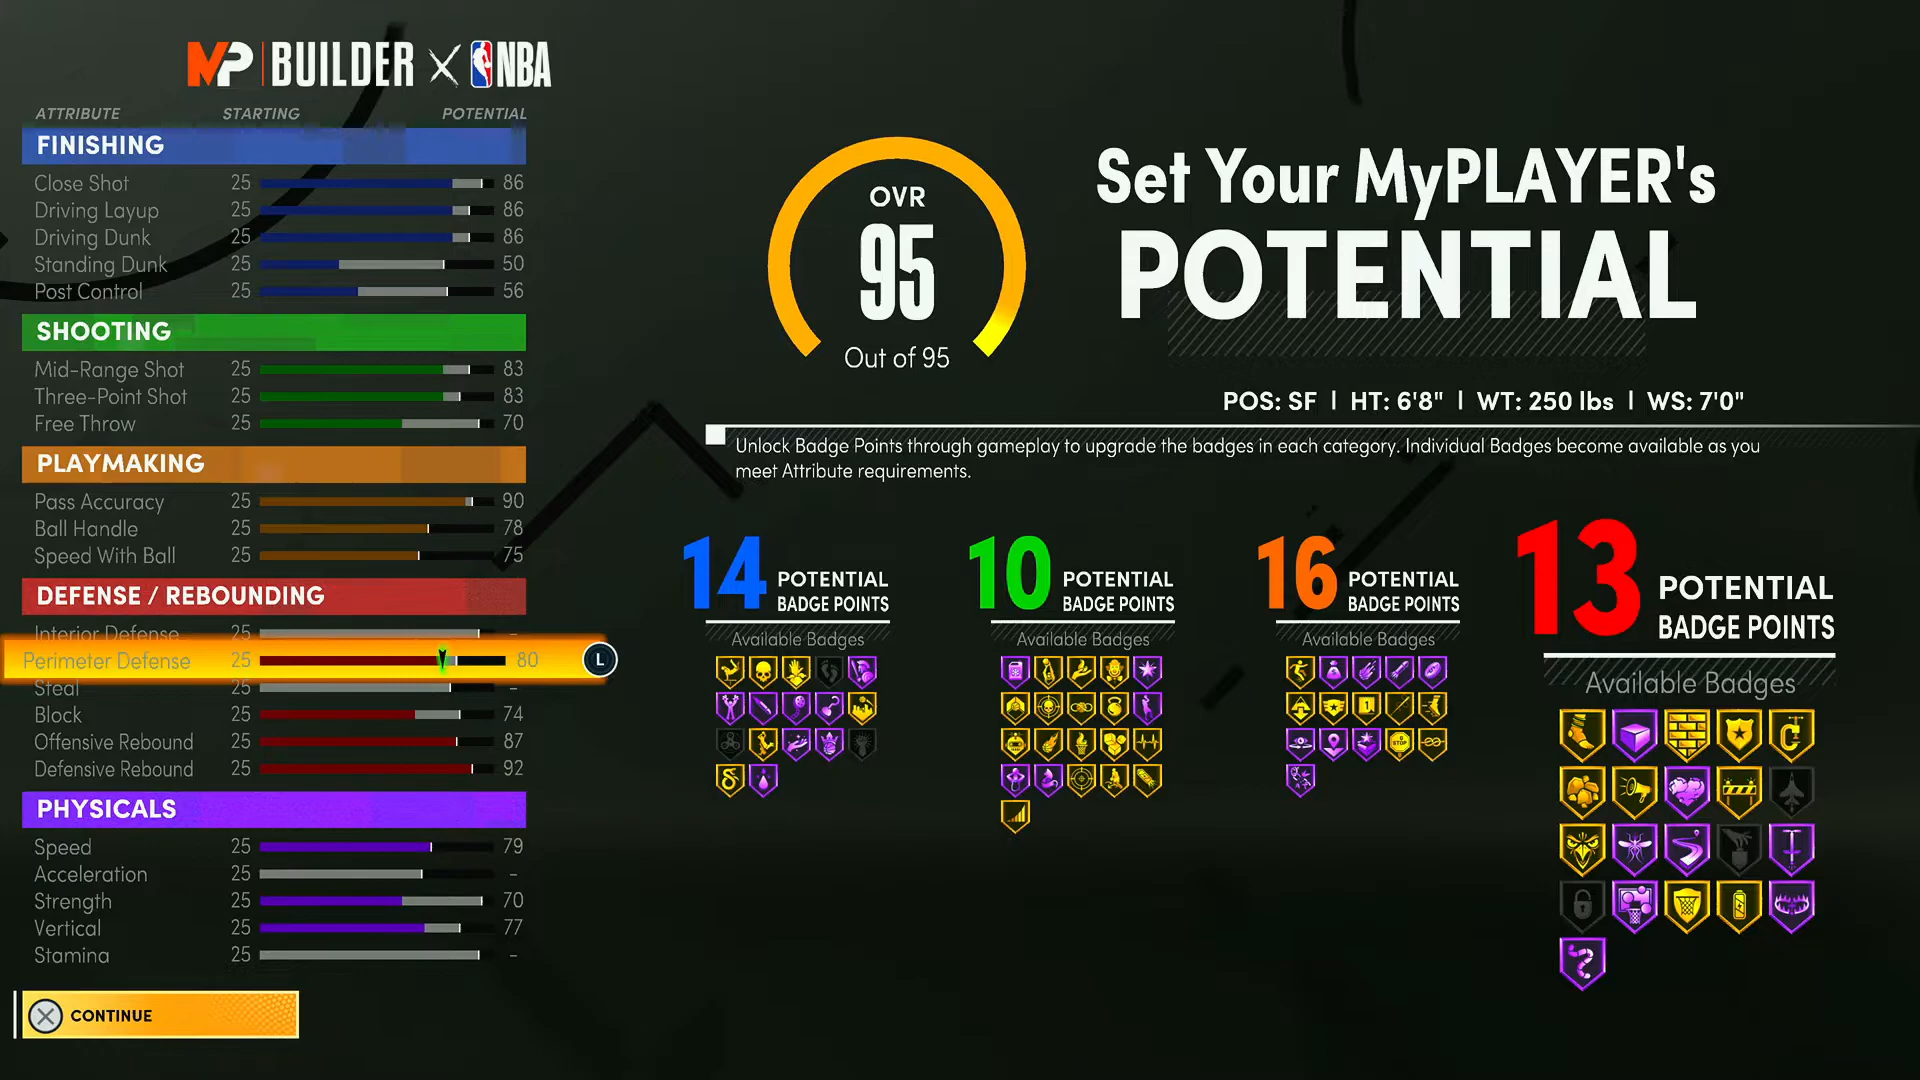 MP BUILDER X NBA
ATTRIBUTE STARTING POTENTIAL
FINISHING
Close Shot 25 86
Driving Layup 25 86
Driving Dunk 25 86
Standing Dunk 25 50
Post Control 25 56
SHOOTING
Mid-Range Shot 25 83
Three-Point Shot 25 83
Free Throw 25 70
PLAYMAKING
Pass Accuracy 25 90
Ball Handle 25 78
Speed With Ball 25 75
DEFENSE / REBOUNDING
Interior Defense 25 -
Perimeter Defense 25 80 L
Steal 25 -
Block 25 74
Offensive Rebound 25 87
Defensive Rebound 25 92
PHYSICALS
Speed 25 79
Acceleration 25 -
Strength 25 70
Vertical 25 77
Stamina 25 -
CONTINUE
OVR
95
Out of 95
Set Your MyPLAYER's
POTENTIAL
POS: SF | HT: 6'8" | WT: 250 lbs | WS: 7'0"
Unlock Badge Points through gameplay to upgrade the badges in each category. Individual Badges become available as you
meet Attribute requirements.
14 POTENTIAL
BADGE POINTS
Available Badges
10 POTENTIAL
BADGE POINTS
Available Badges
16 POTENTIAL
BADGE POINTS
Available Badges
13 POTENTIAL
BADGE POINTS
Available Badges